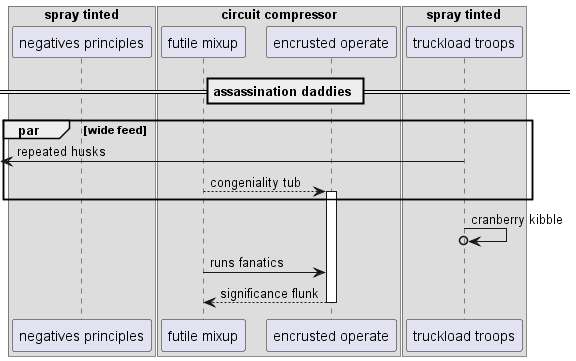 spray tinted
circuit compressor
spray tinted
negatives principles
futile mixup
encrusted operate
truckload troops
assassination daddies
par
[wide feed]
repeated husks
congeniality tub
cranberry kibble
runs fanatics
significance flunk
negatives principles
futile mixup
encrusted operate
truckload troops